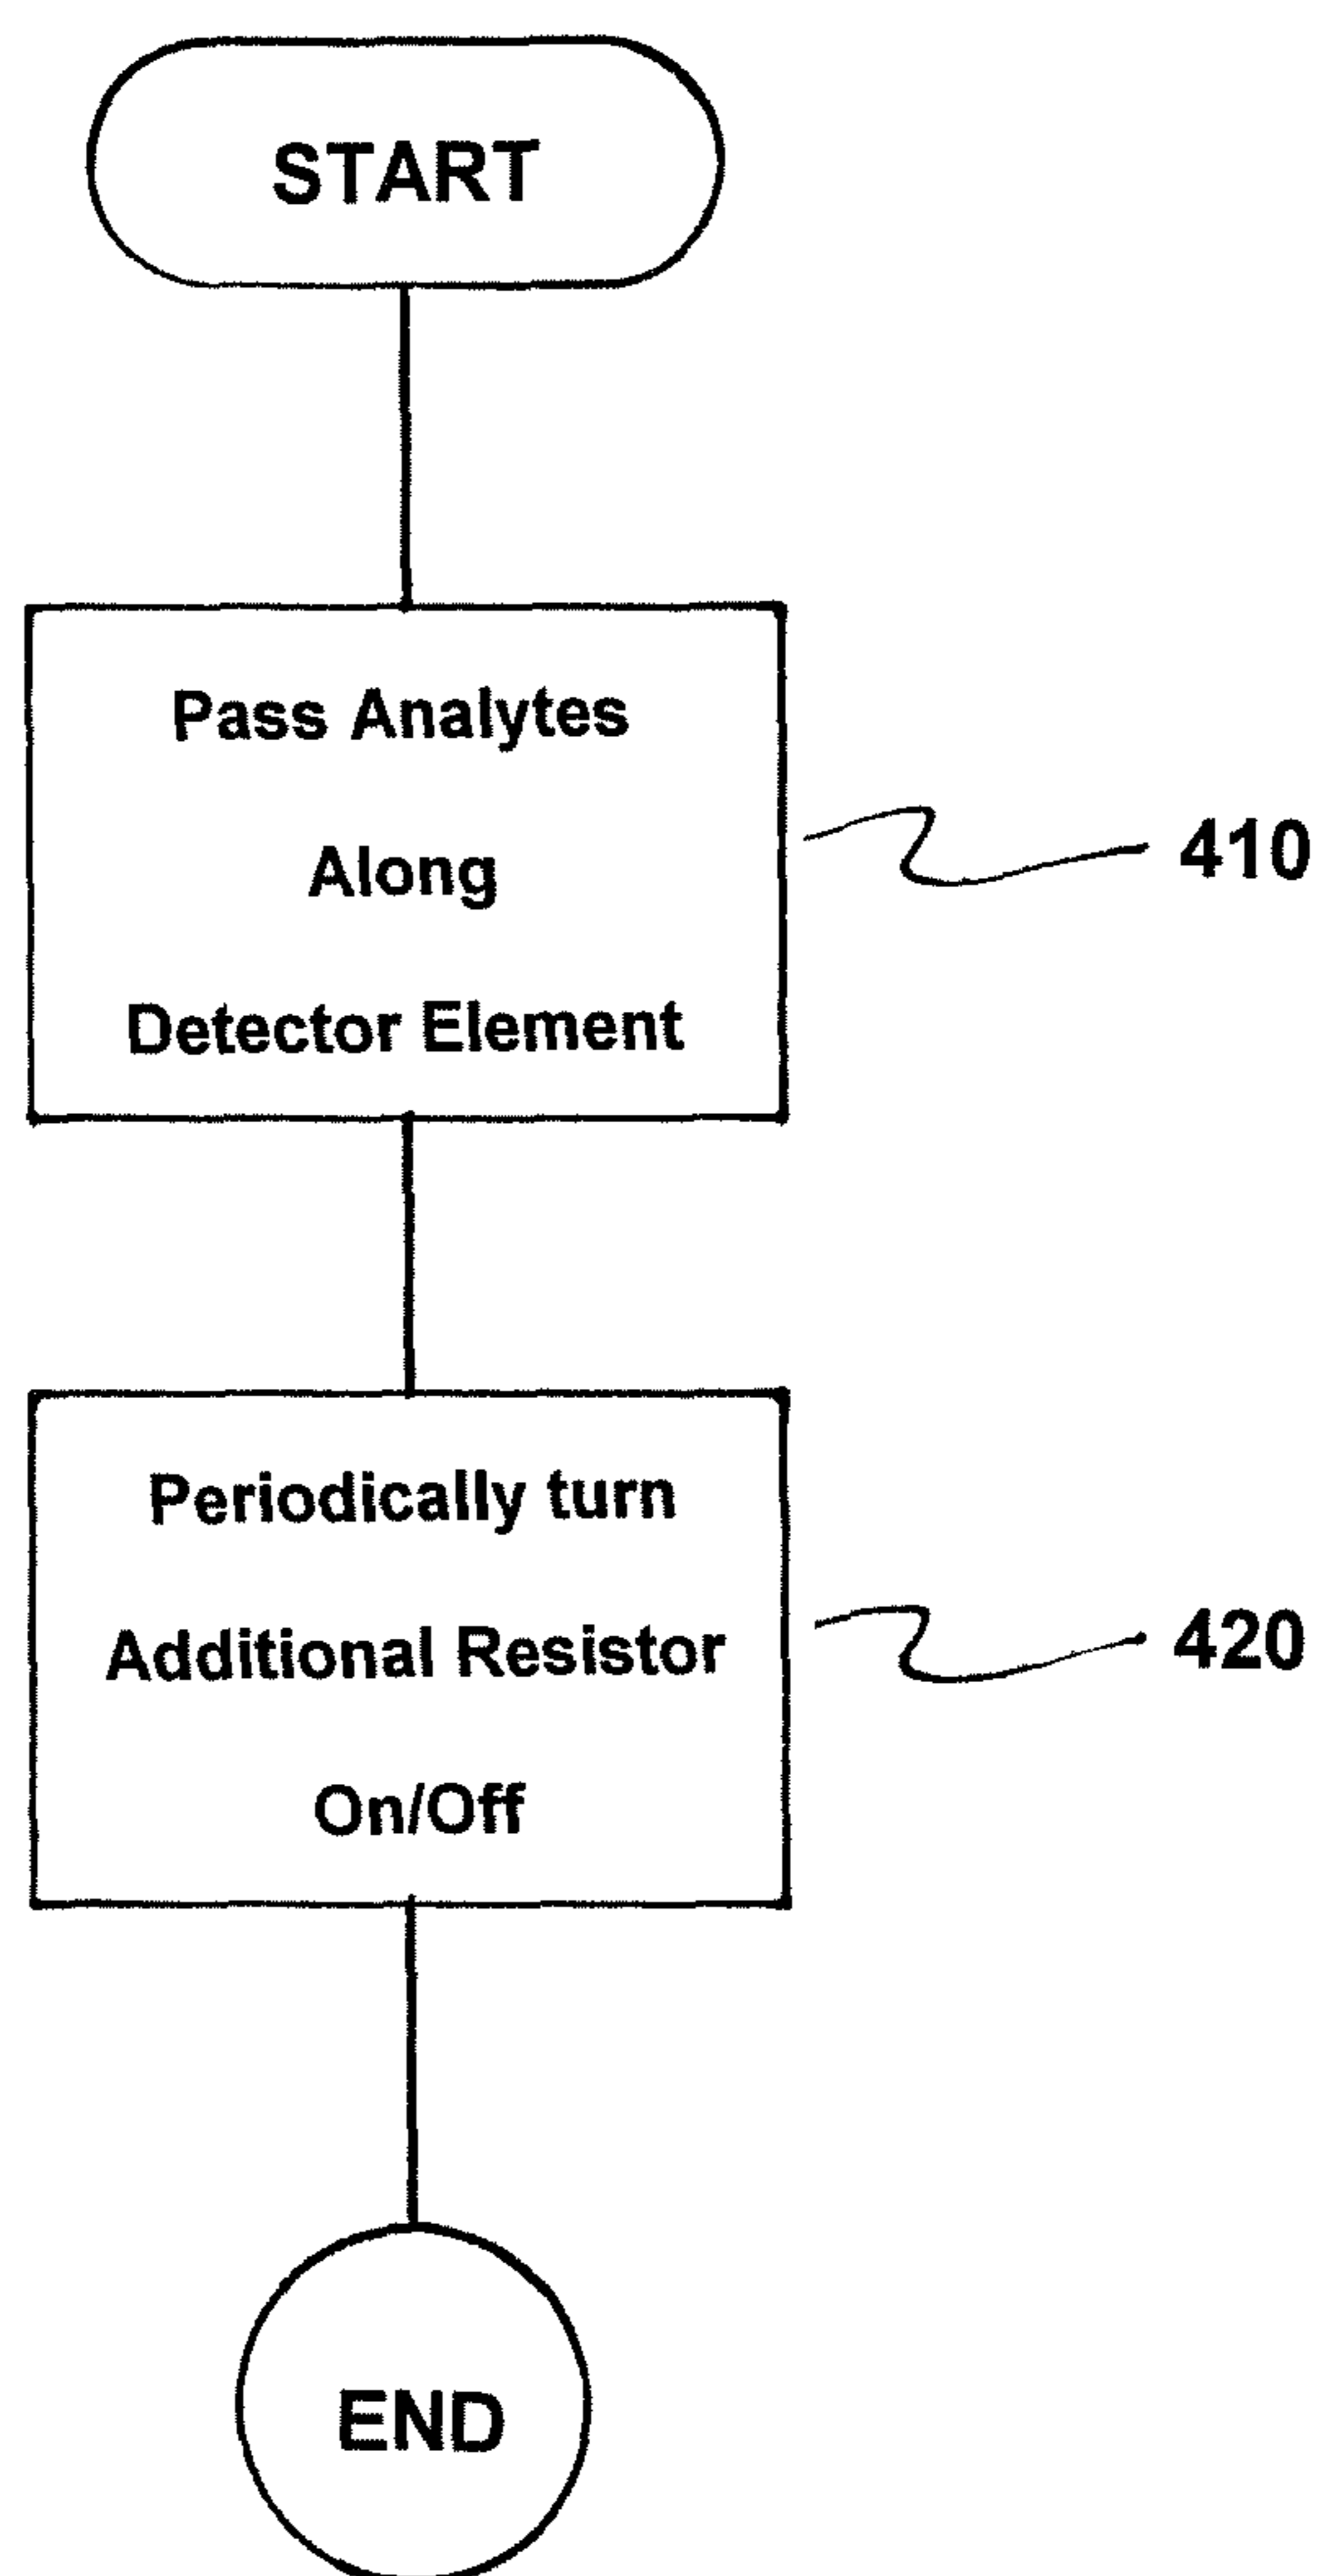 START
Pass Analytes
Along
Detector Element
410
Periodically turn
Additional Resistor
On/Off
420
END